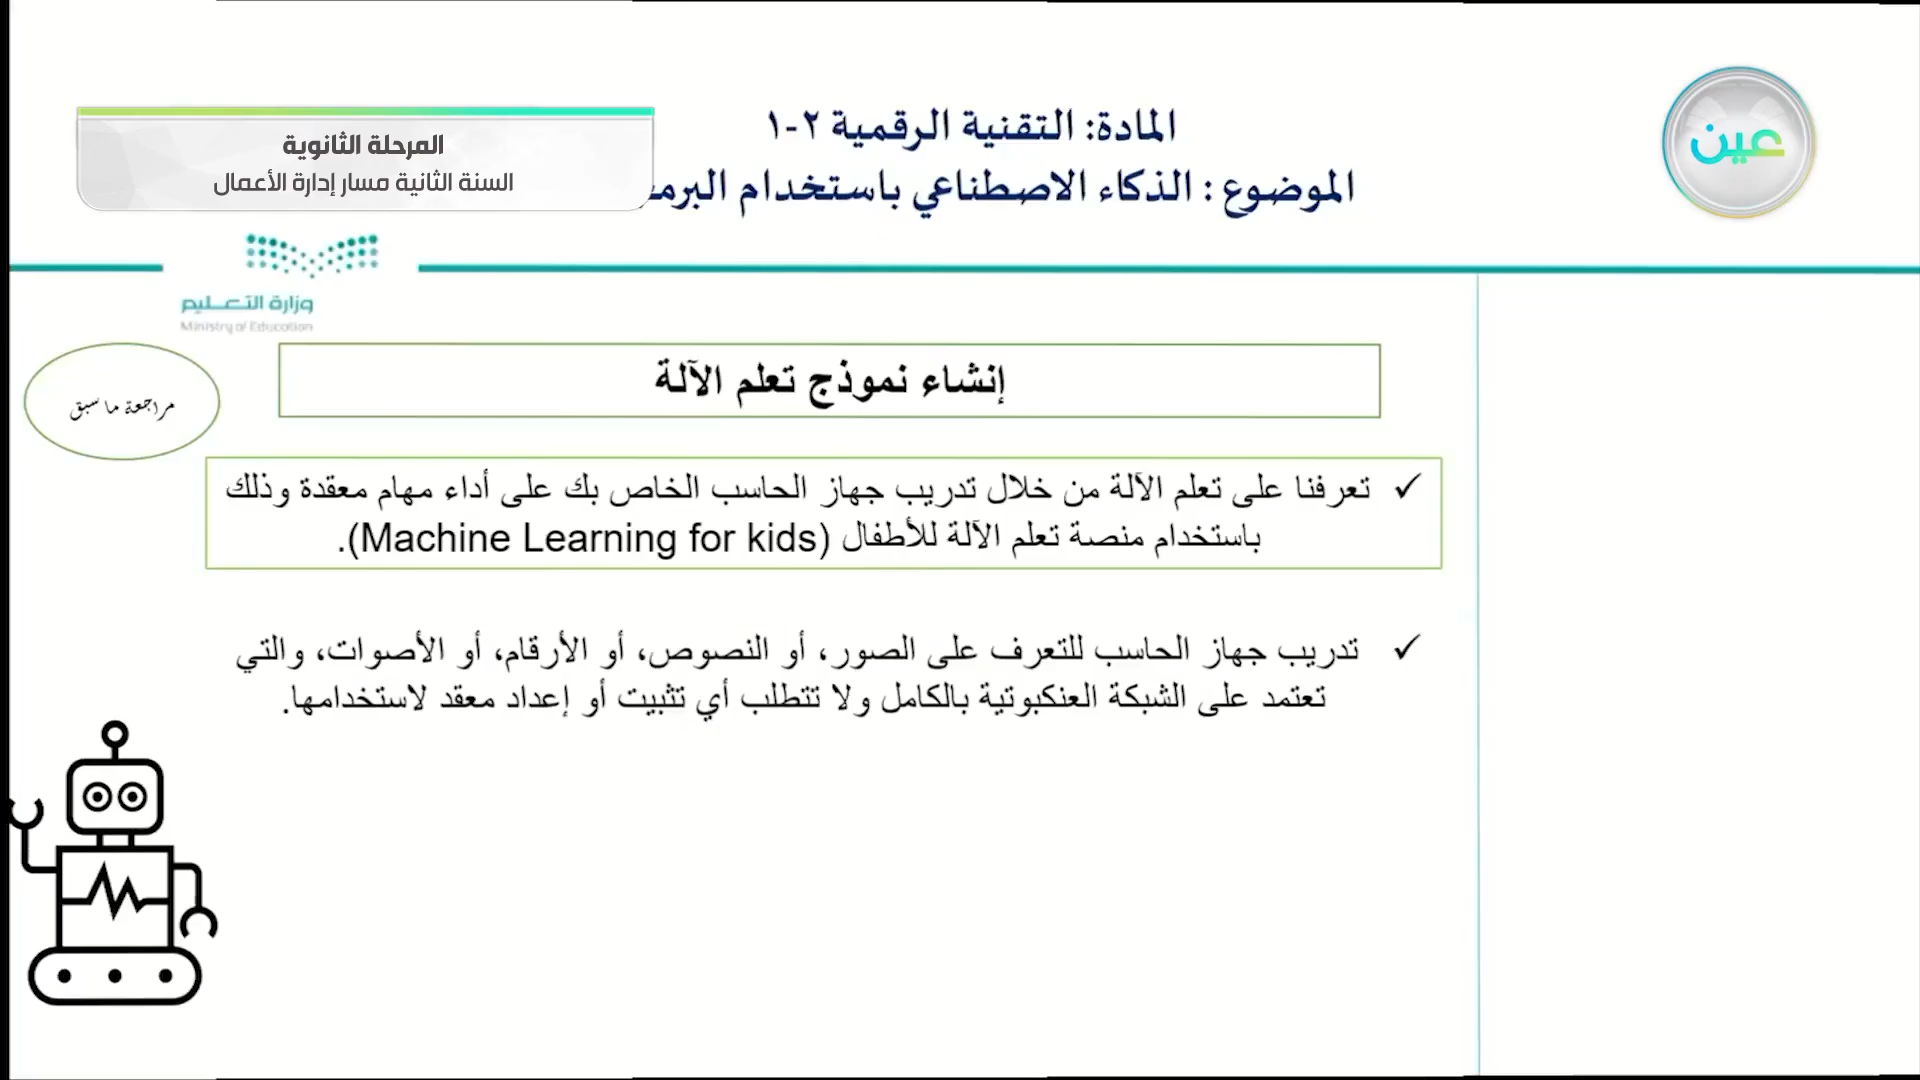 المادة: التقنية الرقمية ٢-١
الموضوع : الذكاء الاصطناعي باستخدام
المرحلة الثانوية
السنة الثانية مسار إدارة الأعمال
عين
وزارة التعليم
Ministry of Education
إنشاء نموذج تعلم الآلة
مراجعة ما سبق
✓ تعرفنا على تعلم الآلة من خلال تدريب جهاز الحاسب الخاص بك على أداء مهام معقدة وذلك
باستخدام منصة تعلم الآلة للأطفال (Machine Learning for kids).
✓ تدريب جهاز الحاسب للتعرف على الصور، أو النصوص، أو الأرقام، أو الأصوات، والتي
تعتمد على الشبكة العنكبوتية بالكامل ولا تتطلب أي تثبيت أو إعداد معقد لاستخدامها.